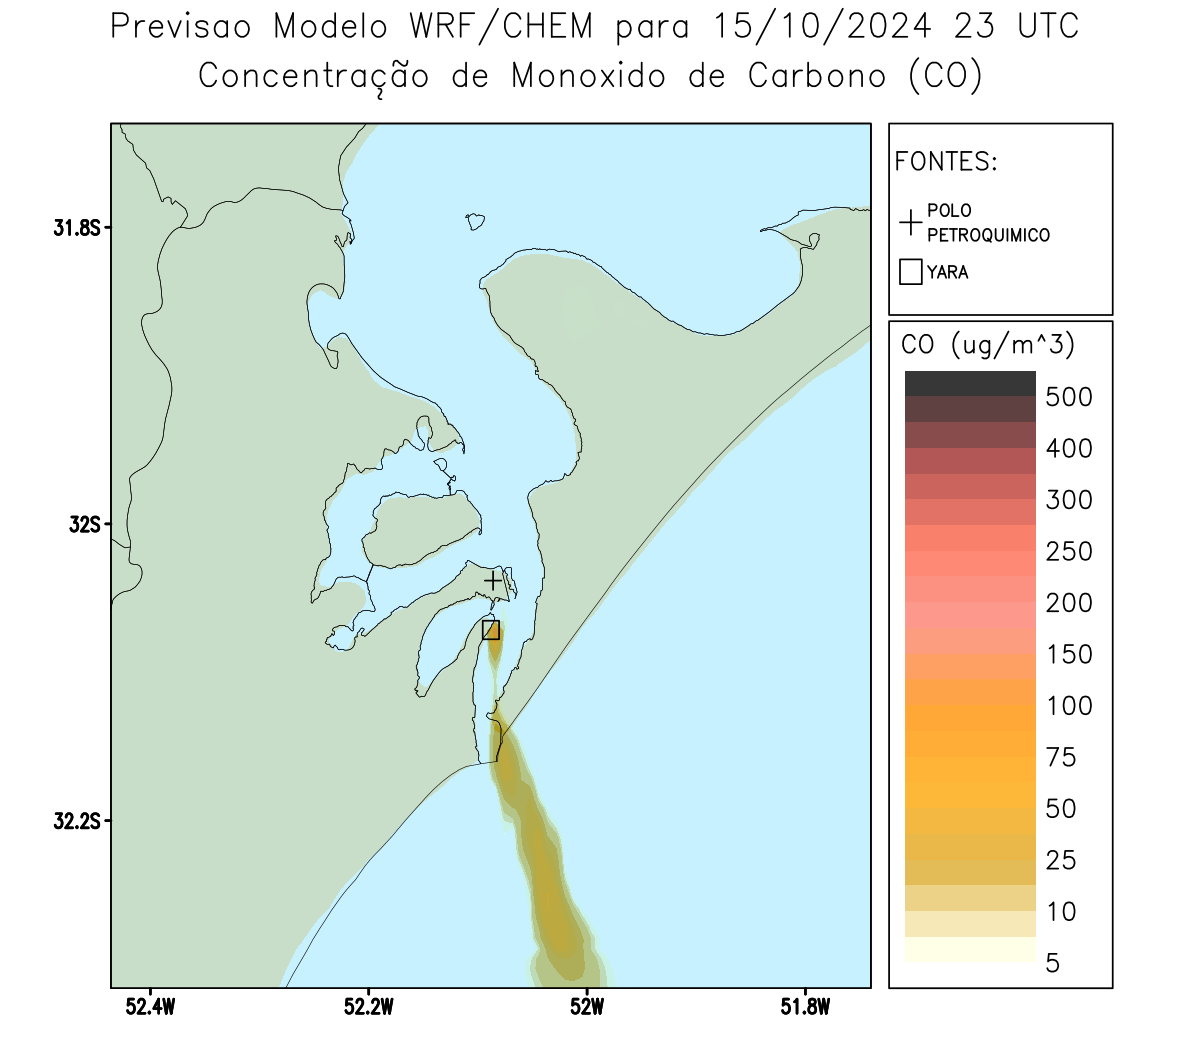 Previsao Modelo WRF/CHEM para 15/10/2024 23 UTC
Concentração de Monoxido de Carbono (CO)
FONTES:
POLO
PETROQUIMICO
YARA
CO (ug/m^3)
500
400
300
250
200
150
100
75
50
25
10
5
31.8S
32S
32.2S
52.4W
52.2W
52W
51.8W